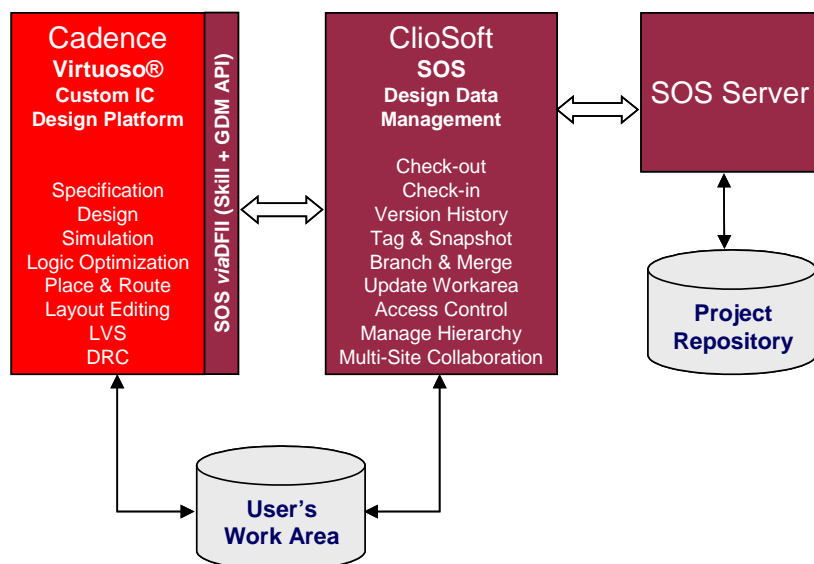 Cadence
Virtuoso®
Custom IC
Design Platform
Specification
Design
Simulation
Logic Optimization
Place & Route
Layout Editing
LVS
DRC
SOS viaDFII (Skill + GDM API)
ClioSoft
SOS
Design Data
Management
Check-out
Check-in
Version History
Tag & Snapshot
Branch & Merge
Update Workarea
Access Control
Manage Hierarchy
Multi-Site Collaboration
SOS Server
Project
Repository
User's
Work Area